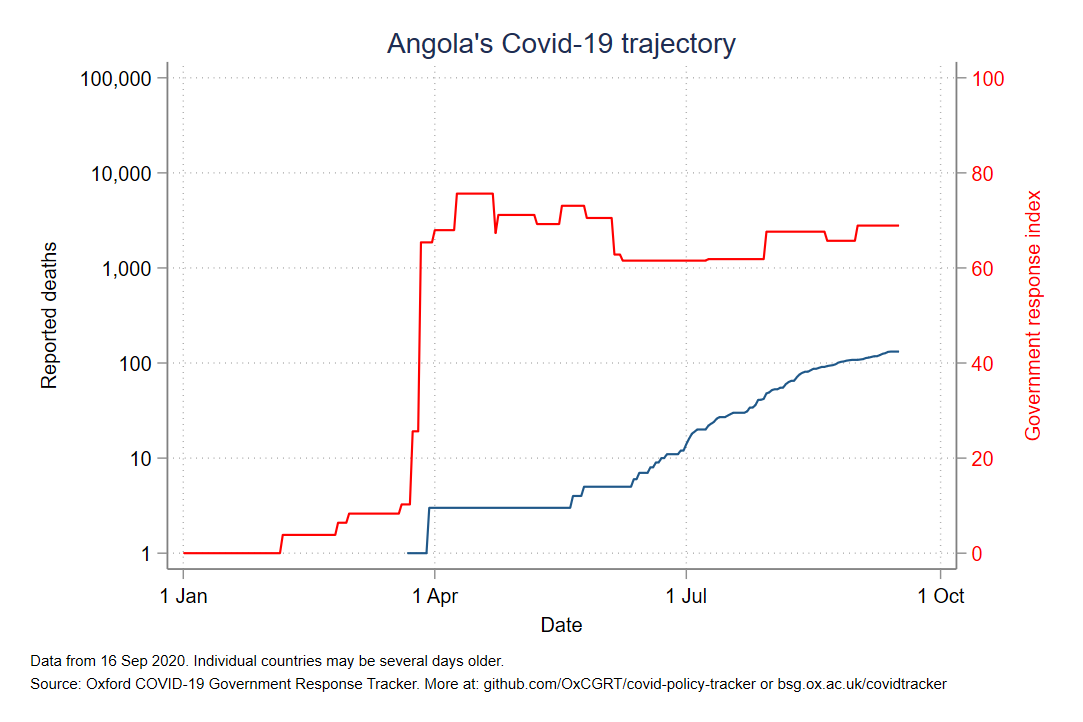 Angola's Covid-19 trajectory
100,000
10,000
1,000
100
10
1
Reported deaths
100
80
60
40
20
0
Government response index
1 Jan
1 Apr
1 Jul
1 Oct
Date
Data from 16 Sep 2020. Individual countries may be several days older.
Source: Oxford COVID-19 Government Response Tracker. More at: github.com/OxCGRT/covid-policy-tracker or bsg.ox.ac.uk/covidtracker